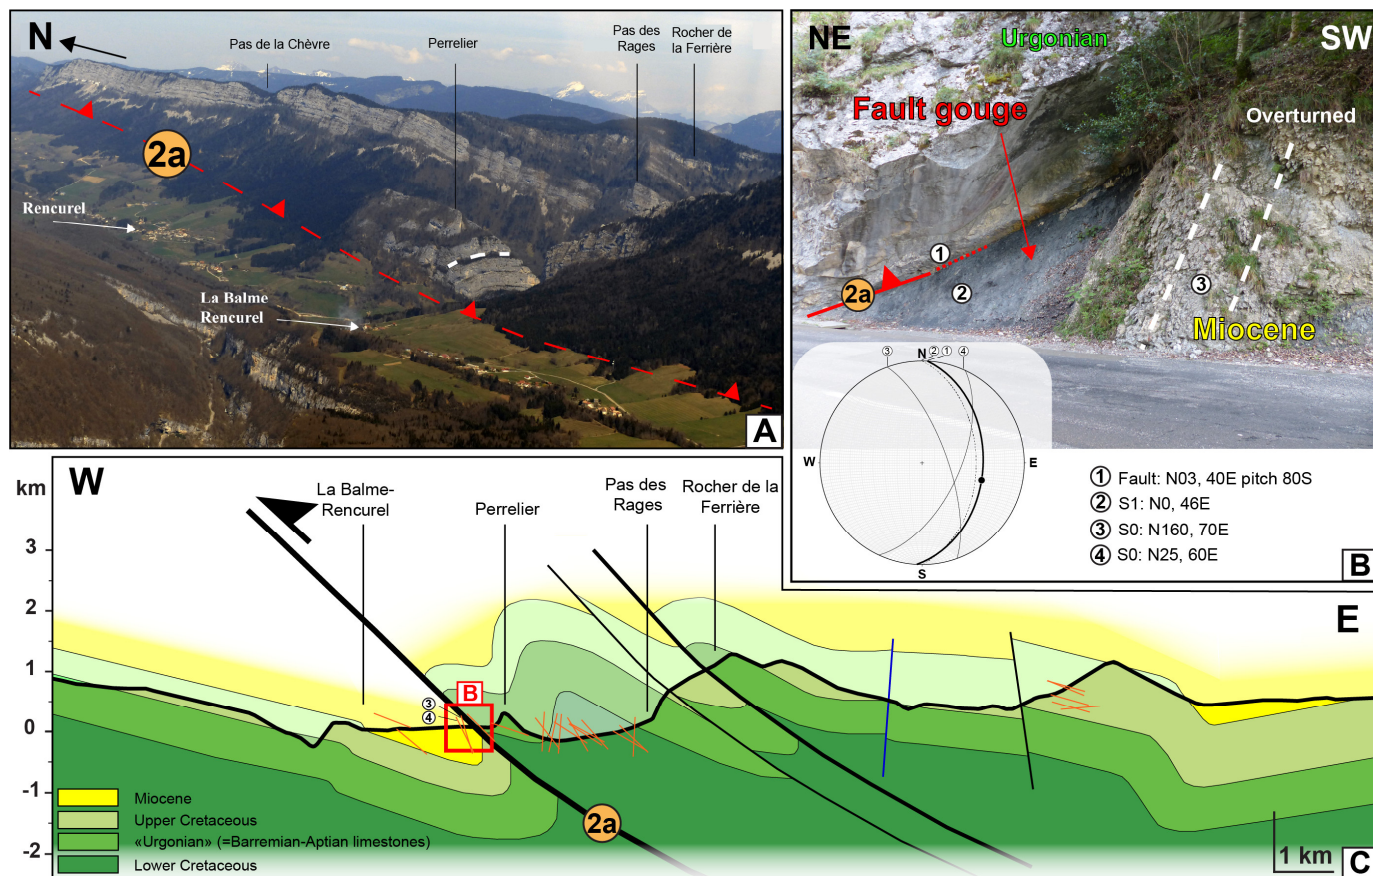 N
Pas de la Chèvre
Perrelier
Pas des
Rages
Rocher de
la Ferrière
2a
Rencurel
La Balme
Rencurel
A
NE
Urgonian
SW
Fault gouge
Overturned
1
2a
2
3
Miocene
3
2
N
1
4
W
E
S
1 Fault: N03, 40E pitch 80S
2 S1: N0, 46E
3 S0: N160, 70E
4 S0: N25, 60E
B
W
E
km
3
2
1
0
-1
-2
La Balme-
Rencurel
Perrelier
Pas des
Rages
Rocher de la
Ferrière
B
3
4
2a
Miocene
Upper Cretaceous
«Urgonian» (=Barremian-Aptian limestones)
Lower Cretaceous
1 km
C